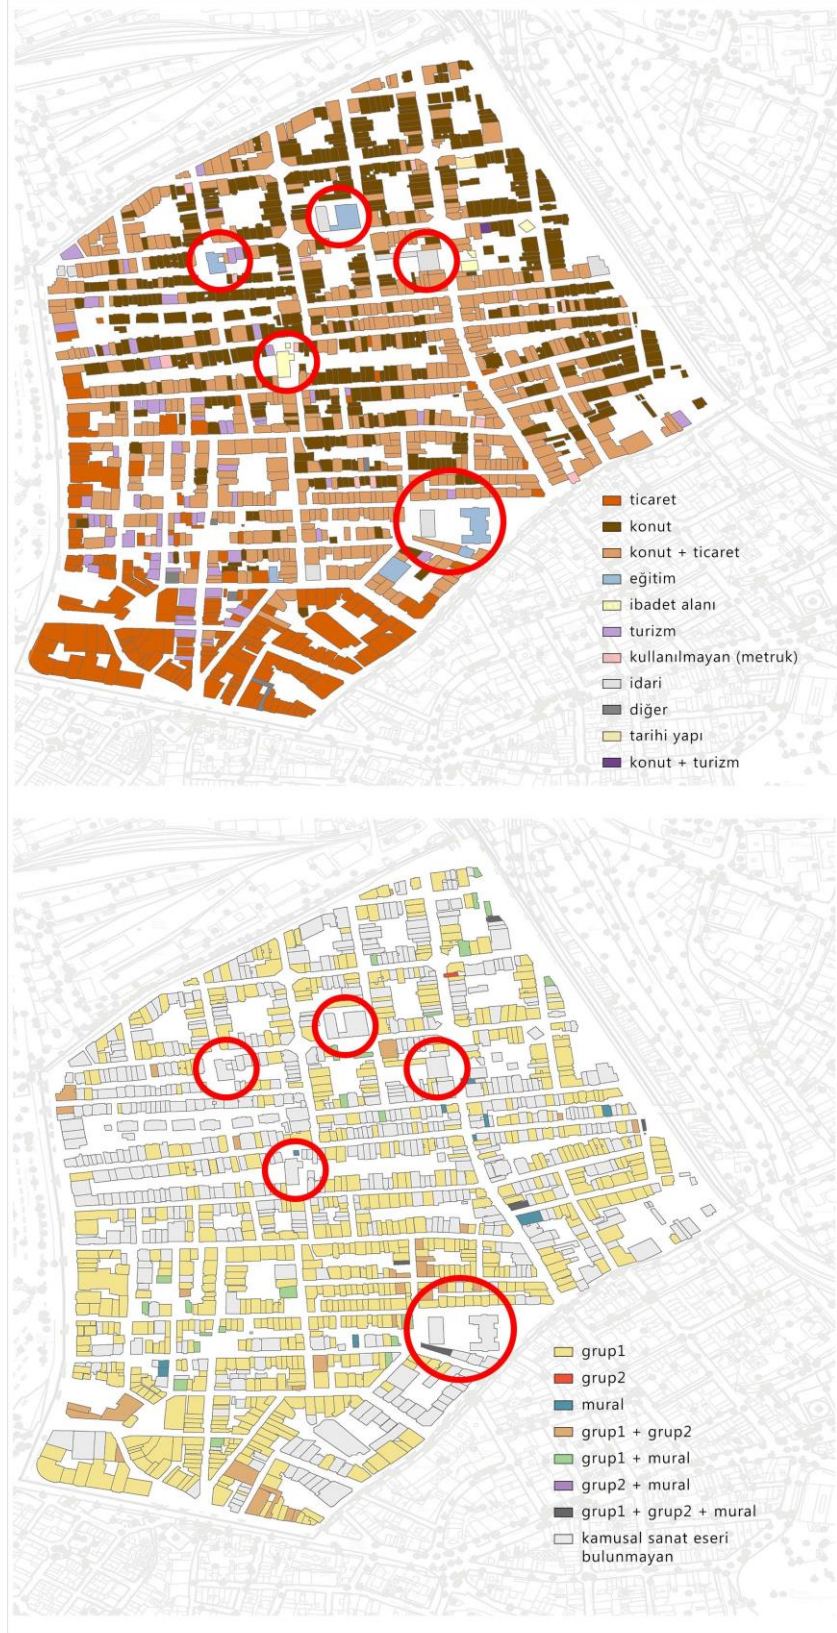 ticaret
konut
konut + ticaret
eğitim
ibadet alanı
turizm
kullanılmayan (metruk)
idari
diğer
tarihi yapı
konut + turizm
grup1
grup2
mural
grup1 + grup2
grup1 + mural
grup2 + mural
grup1 + grup2 + mural
kamusal sanat eseri
bulunmayan